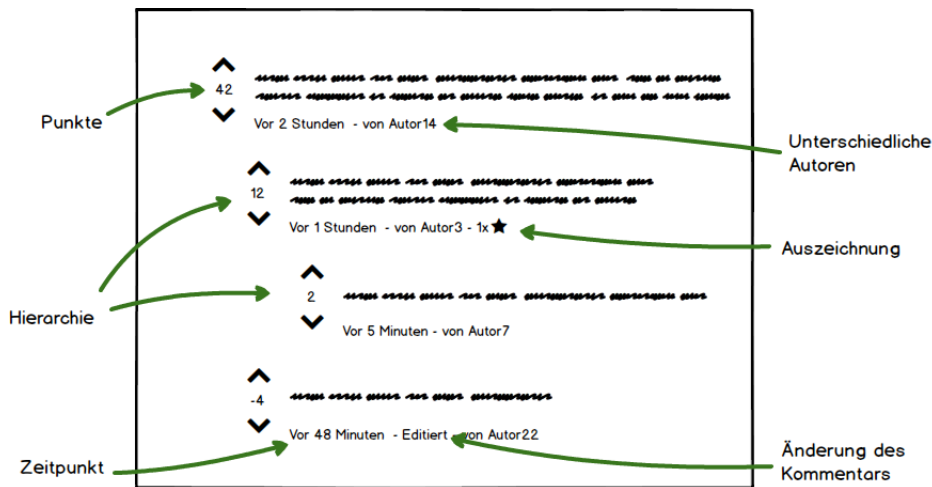 42
Punkte
Vor 2 Stunden - von Autor14
Unterschiedliche
Autoren
12
Vor 1 Stunden - von Autor3 - 1x★
Auszeichnung
2
Hierarchie
Vor 5 Minuten - von Autor7
-4
Vor 48 Minuten - Editiert - von Autor22
Zeitpunkt
Änderung des
Kommentars